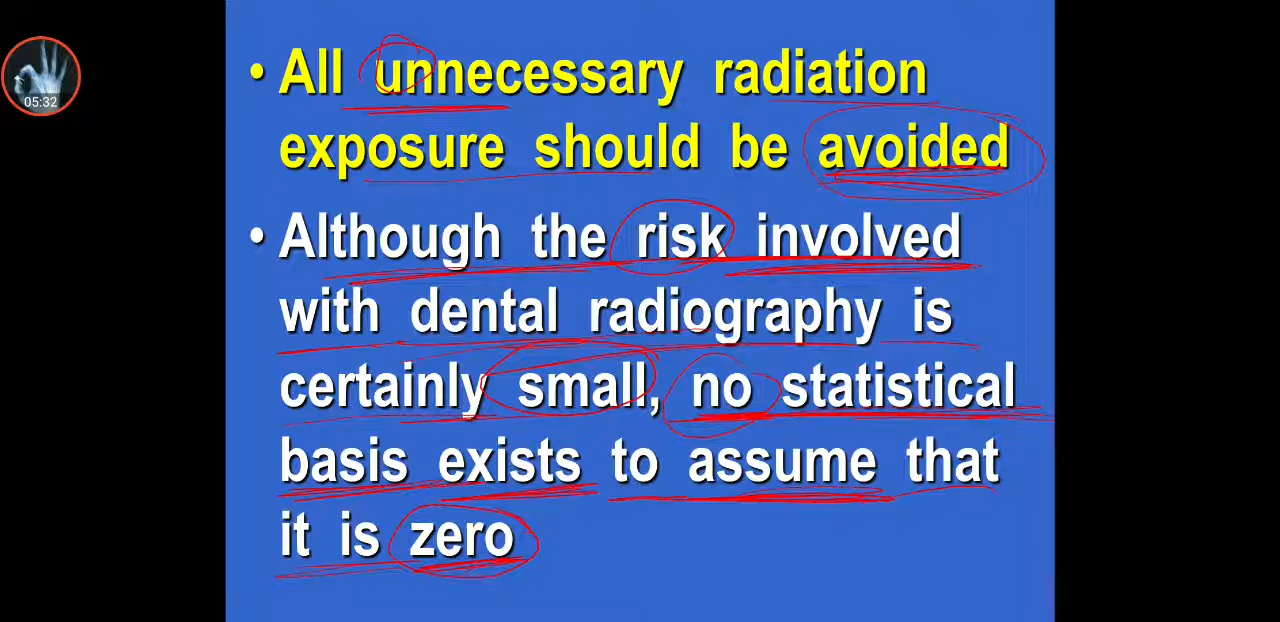 05:32
• All unnecessary radiation
exposure should be avoided
• Although the risk involved
with dental radiography is
certainly small, no statistical
basis exists to assume that
it is zero